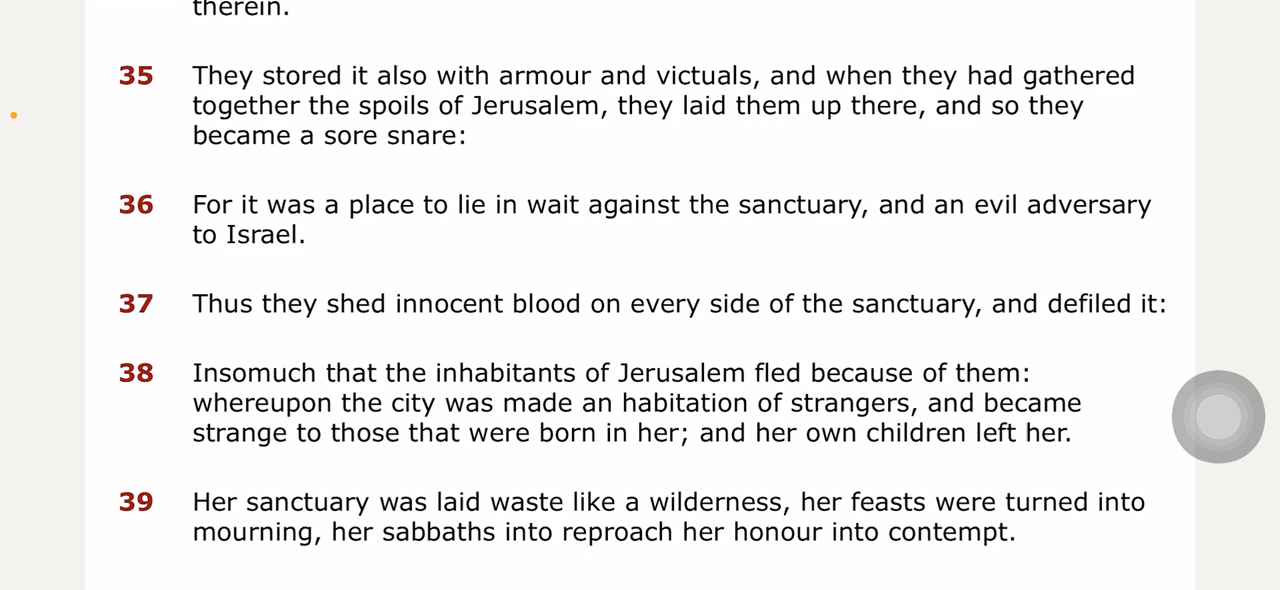 therein.
35 They stored it also with armour and victuals, and when they had gathered
together the spoils of Jerusalem, they laid them up there, and so they
became a sore snare:
36 For it was a place to lie in wait against the sanctuary, and an evil adversary
to Israel.
37 Thus they shed innocent blood on every side of the sanctuary, and defiled it:
38 Insomuch that the inhabitants of Jerusalem fled because of them:
whereupon the city was made an habitation of strangers, and became
strange to those that were born in her; and her own children left her.
39 Her sanctuary was laid waste like a wilderness, her feasts were turned into
mourning, her sabbaths into reproach her honour into contempt.